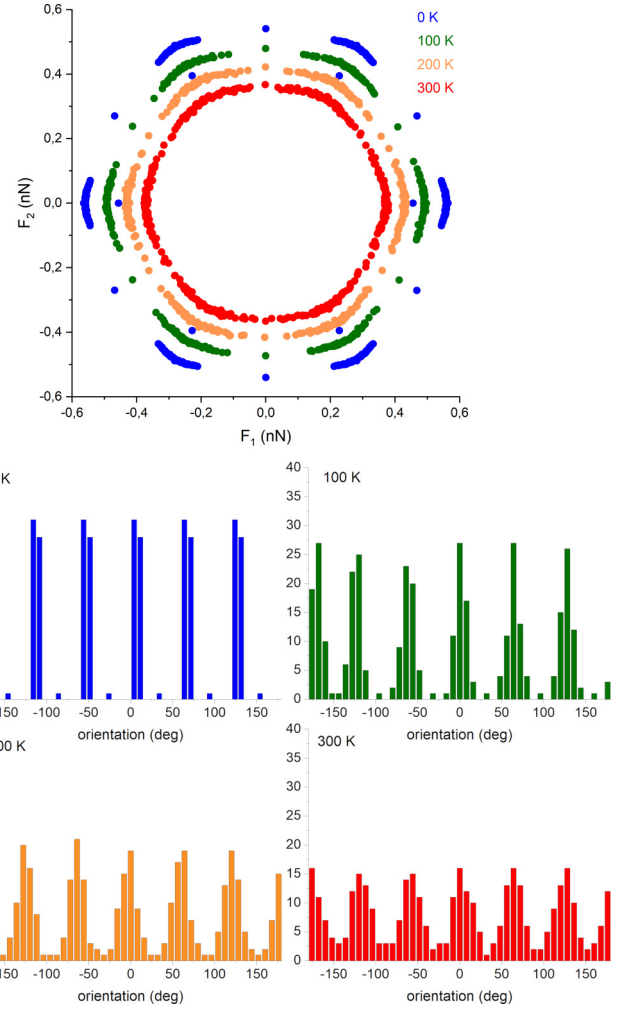 0,6
0 K
100 K
200 K
300 K
0,4
0,2
0,0
-0,2
-0,4
-0,6
F2 (nN)
-0,6 -0,4 -0,2 0,0 0,2 0,4 0,6
F1 (nN)
K
150 -100 -50 0 50 100 150
orientation (deg)
100 K
40
35
30
25
20
15
10
5
0
-150 -100 -50 0 50 100 150
orientation (deg)
00 K
150 -100 -50 0 50 100 150
orientation (deg)
300 K
40
35
30
25
20
15
10
5
0
-150 -100 -50 0 50 100 150
orientation (deg)